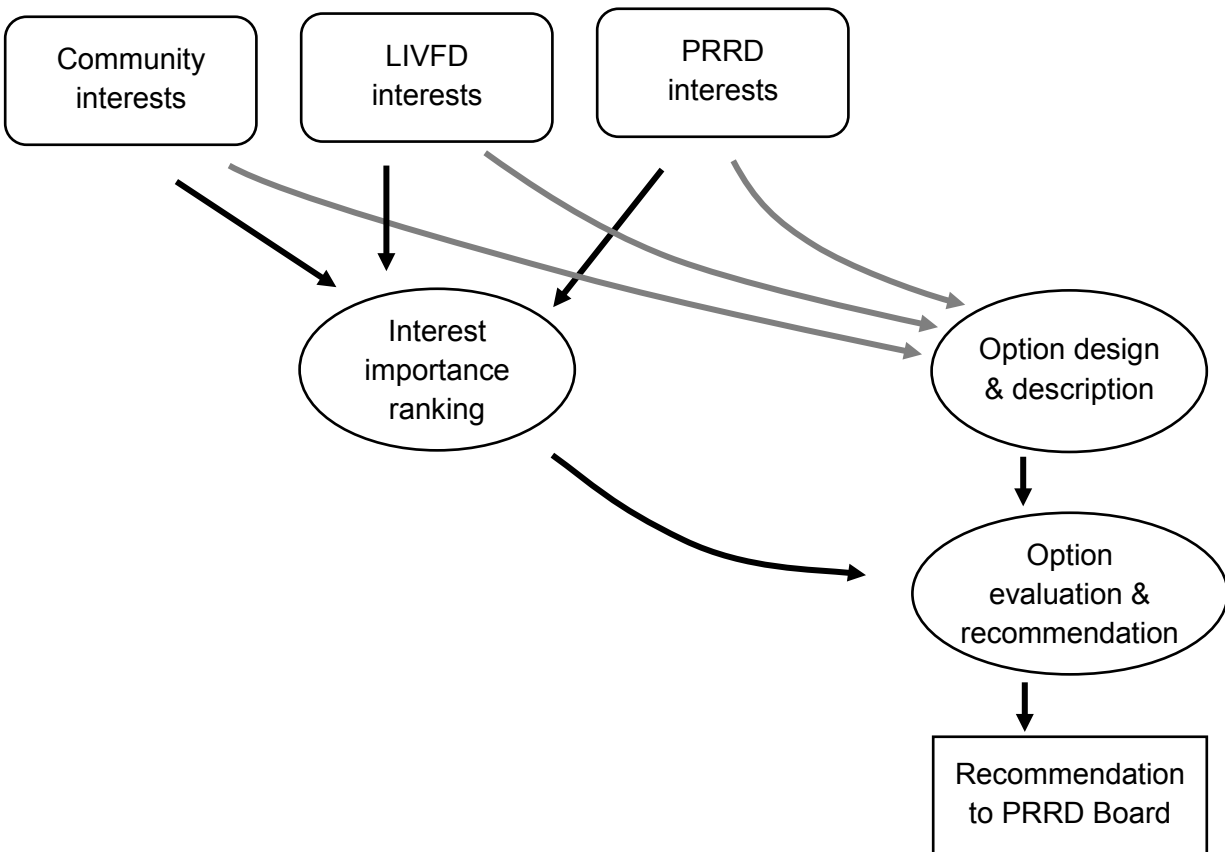 Community
interests
LIVFD
interests
PRRD
interests
Interest
importance
ranking
Option design
& description
Option
evaluation &
recommendation
Recommendation
to PRRD Board